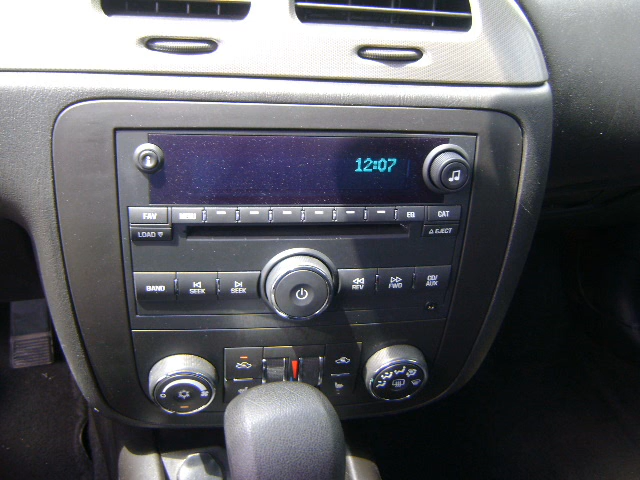 12:07
FAV MENU EQ CAT
LOAD EJECT
BAND SEEK SEEK REV FWD CD/AUX